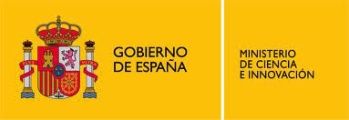 GOBIERNO
DE ESPAÑA
MINISTERIO
DE CIENCIA
E INNOVACIÓN